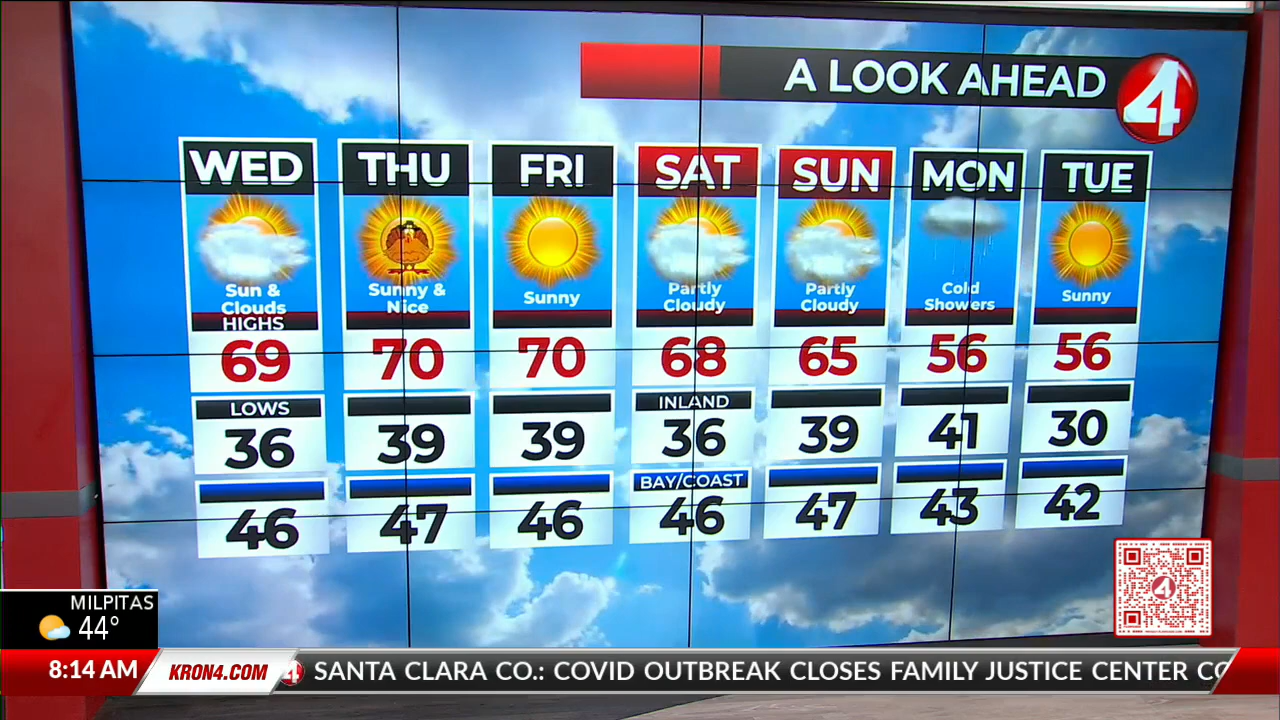 A LOOK AHEAD
4
WED THU FRI SAT SUN MON TUE
Sun & Clouds
Sunny & Nice
Sunny
Partly Cloudy
Partly Cloudy
Cold Showers
Sunny
HIGHS
69 70 70 68 65 56 56
LOWS INLAND
36 39 39 36 39 41 30
BAY/COAST
46 47 46 46 47 43 42
4
MILPITAS
44°
8:14 AM KRON4.COM 4 SANTA CLARA CO.: COVID OUTBREAK CLOSES FAMILY JUSTICE CENTER